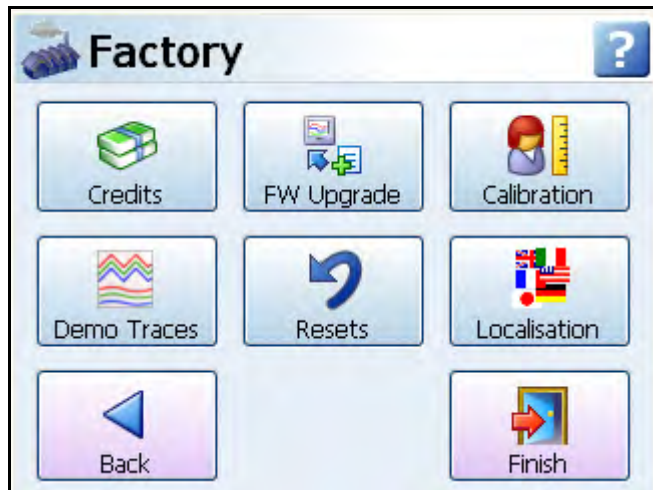 Factory
?
Credits
FW Upgrade
Calibration
Demo Traces
Resets
Localisation
Back
Finish